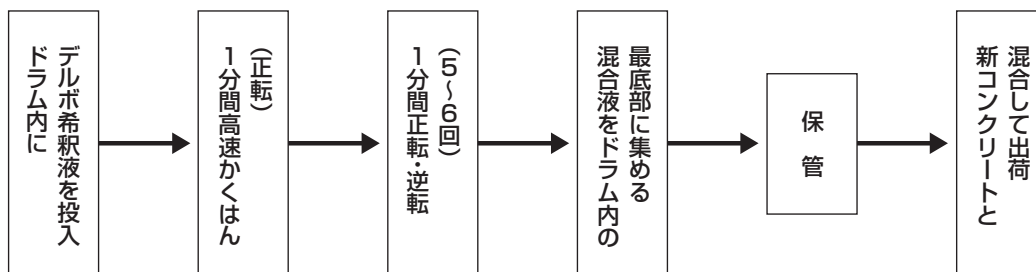 ドラム内に
デルボ希釈液を投入
1分間高速かくはん
(正転)
1分間正転・逆転
(5〜6回)
混合液をドラム内の
最底部に集める
保管
新コンクリートと
混合して出荷